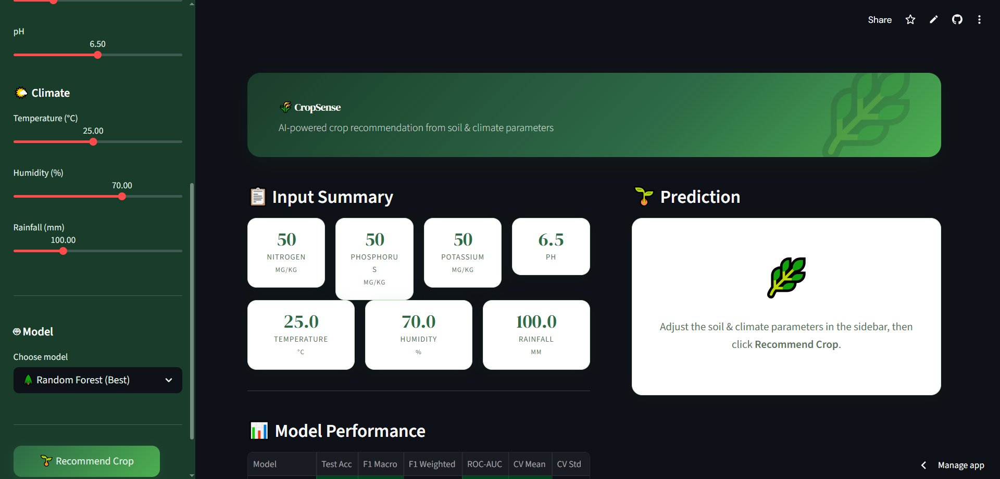 pH
6.50
Climate
Temperature (°C)
25.00
Humidity (%)
70.00
Rainfall (mm)
100.00
Model
Choose model
Random Forest (Best)
Recommend Crop
Share
CropSense
AI-powered crop recommendation from soil & climate parameters
Input Summary
50
NITROGEN
MG/KG
50
PHOSPHORU
S
MG/KG
50
POTASSIUM
MG/KG
6.5
PH
25.0
TEMPERATURE
°C
70.0
HUMIDITY
%
100.0
RAINFALL
MM
Prediction
Adjust the soil & climate parameters in the sidebar, then
click Recommend Crop.
Model Performance
Model Test Acc F1 Macro F1 Weighted ROC-AUC CV Mean CV Std
Manage app